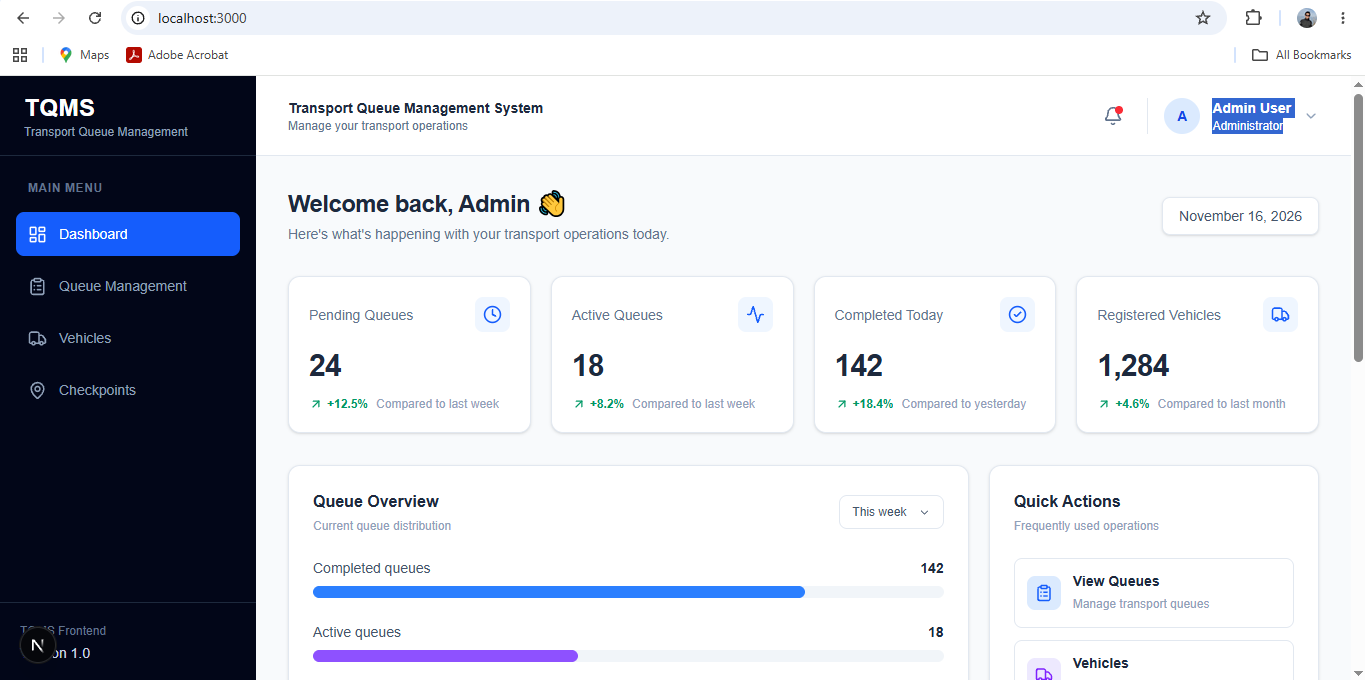 localhost:3000
Maps
Adobe Acrobat
All Bookmarks
TQMS
Transport Queue Management
MAIN MENU
Dashboard
Queue Management
Vehicles
Checkpoints
TQMS Frontend
on 1.0
N
Transport Queue Management System
Manage your transport operations
A
Admin User
Administrator
Welcome back, Admin 👋
Here's what's happening with your transport operations today.
November 16, 2026
Pending Queues
24
+12.5% Compared to last week
Active Queues
18
+8.2% Compared to last week
Completed Today
142
+18.4% Compared to yesterday
Registered Vehicles
1,284
+4.6% Compared to last month
Queue Overview
Current queue distribution
This week
Completed queues 142
Active queues 18
Quick Actions
Frequently used operations
View Queues
Manage transport queues
Vehicles